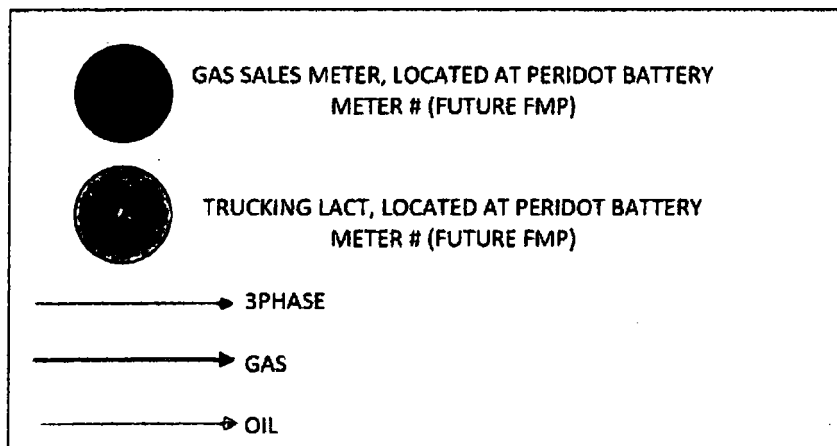 GAS SALES METER, LOCATED AT PERIDOT BATTERY
METER # (FUTURE FMP)
TRUCKING LACT, LOCATED AT PERIDOT BATTERY
METER # (FUTURE FMP)
3PHASE
GAS
OIL